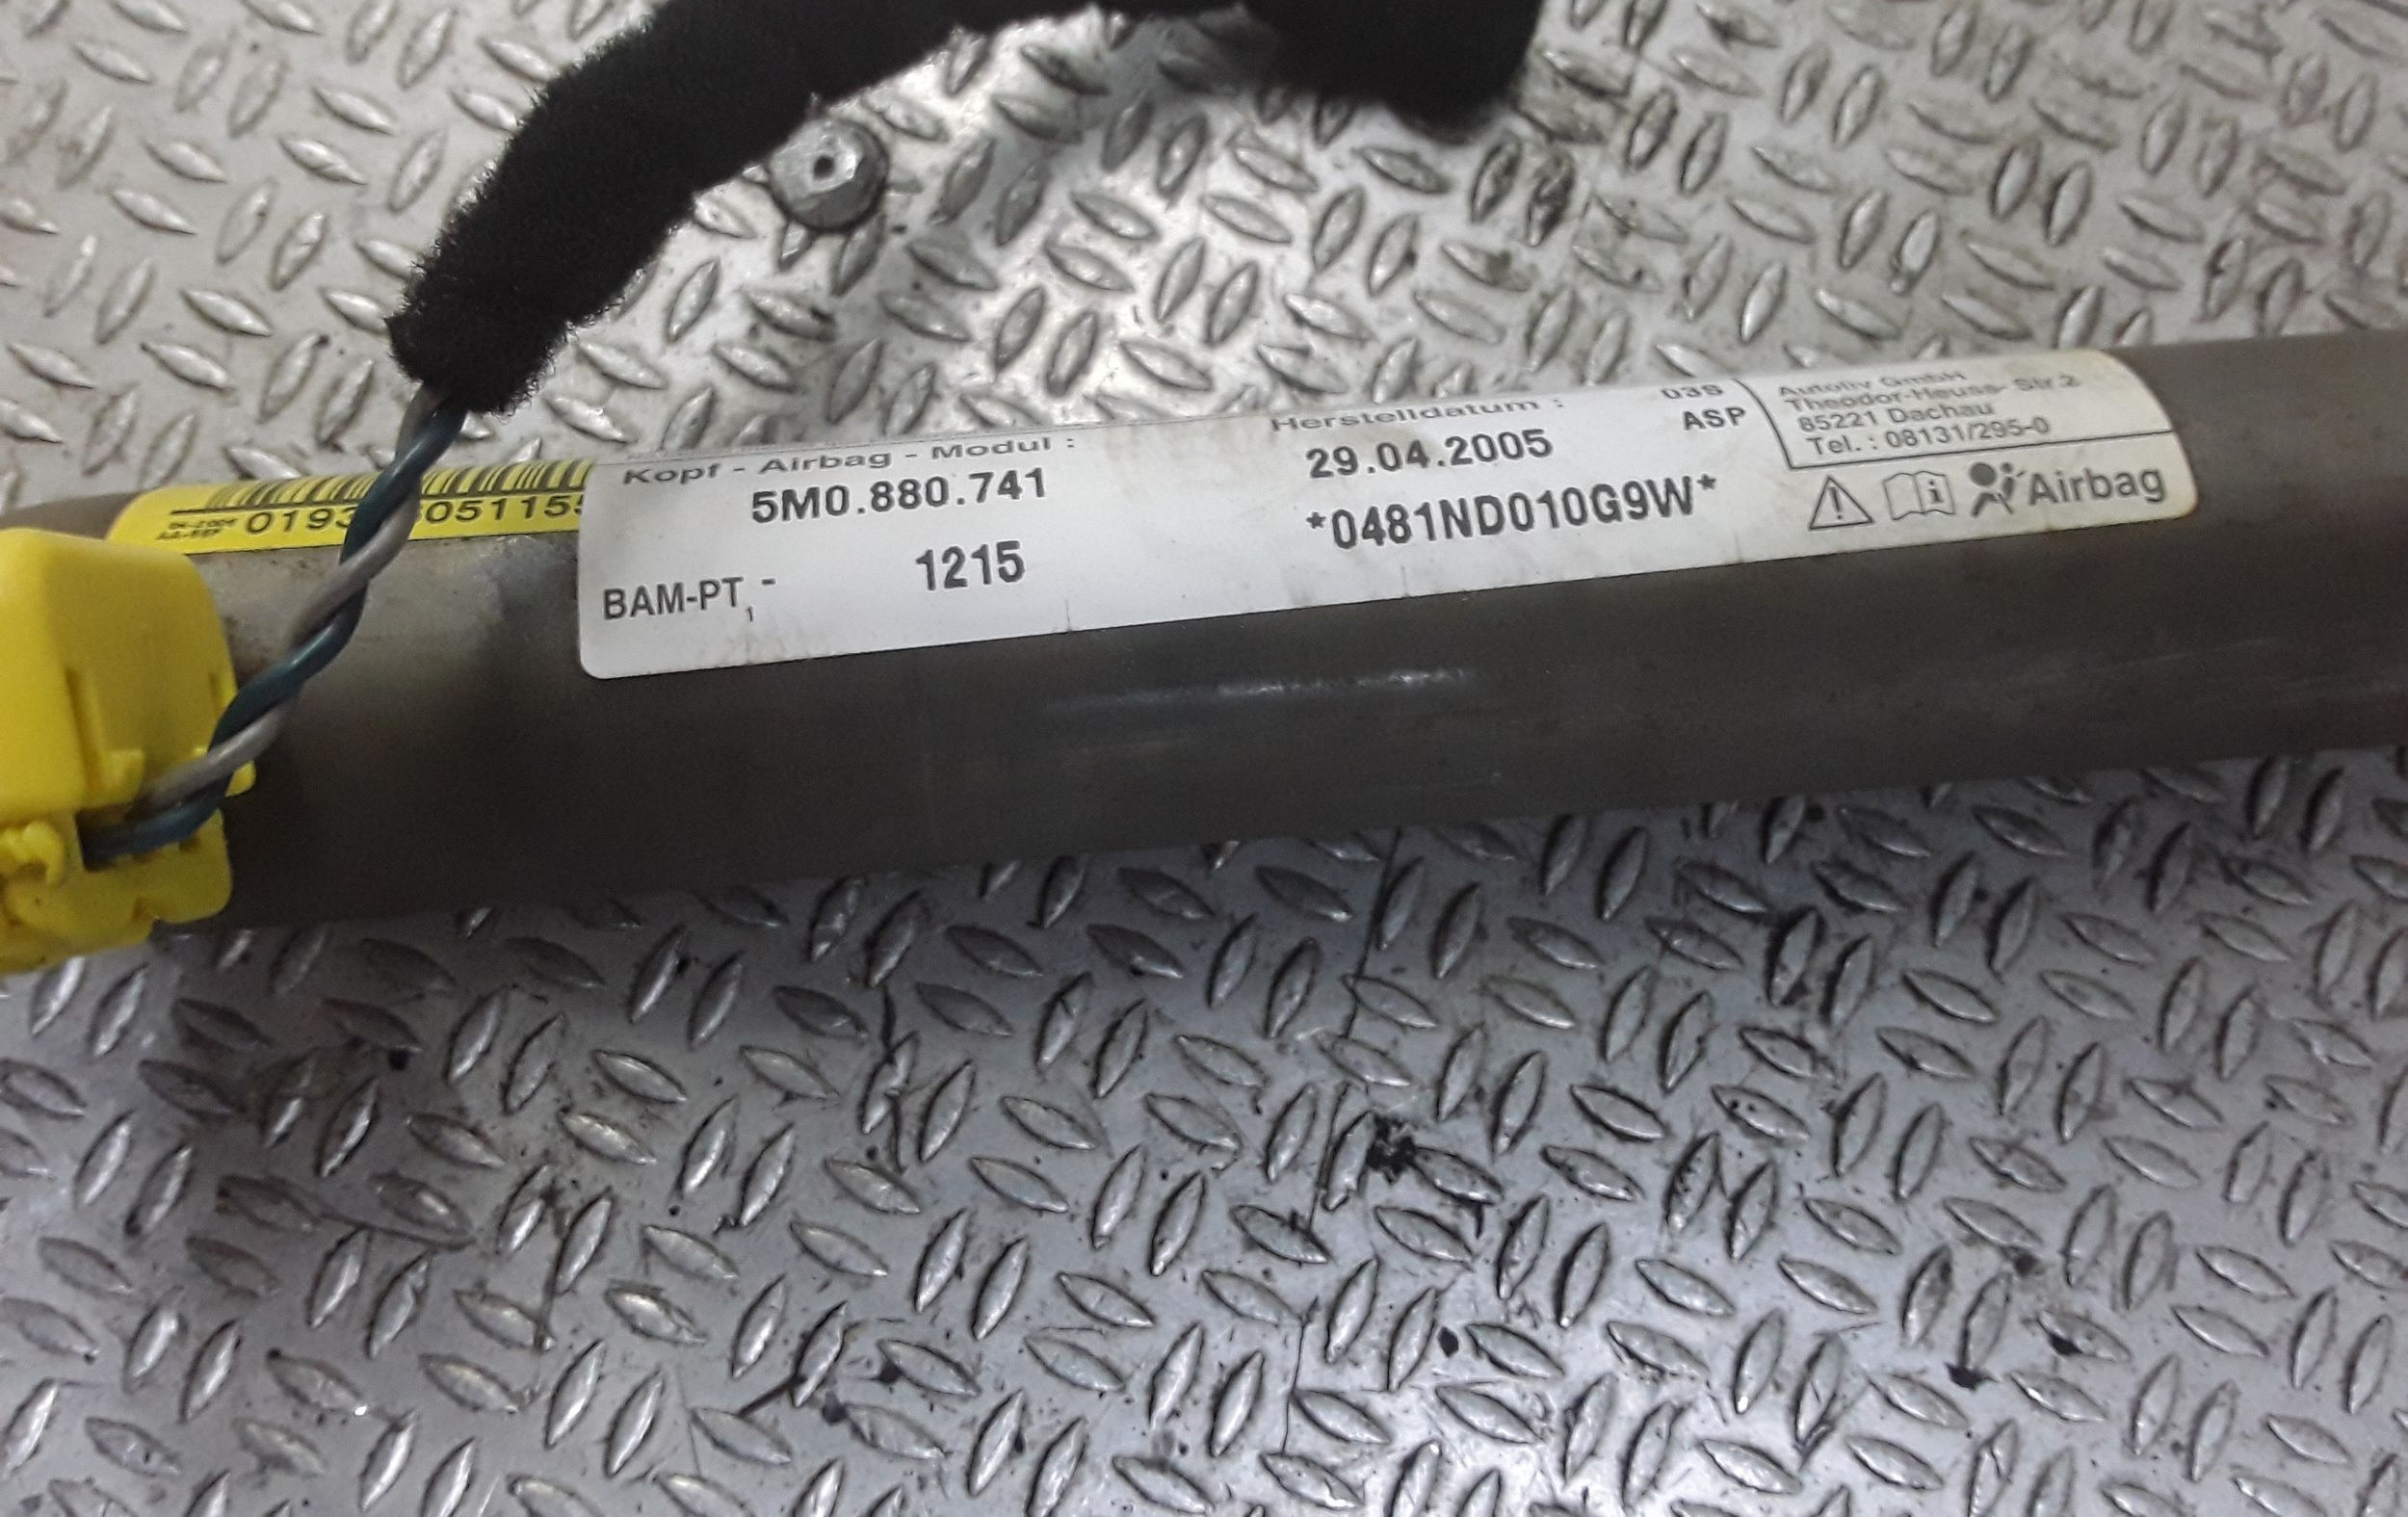 Kopf - Airbag - Modul :
5M0.880.741
BAM-PT1 - 1215
Herstelldatum :
29.04.2005
*0481ND010G9W*
03S
ASP
Autoliv GmbH
Theodor-Heuss- Str.2
85221 Dachau
Tel. : 08131/295-0
Airbag